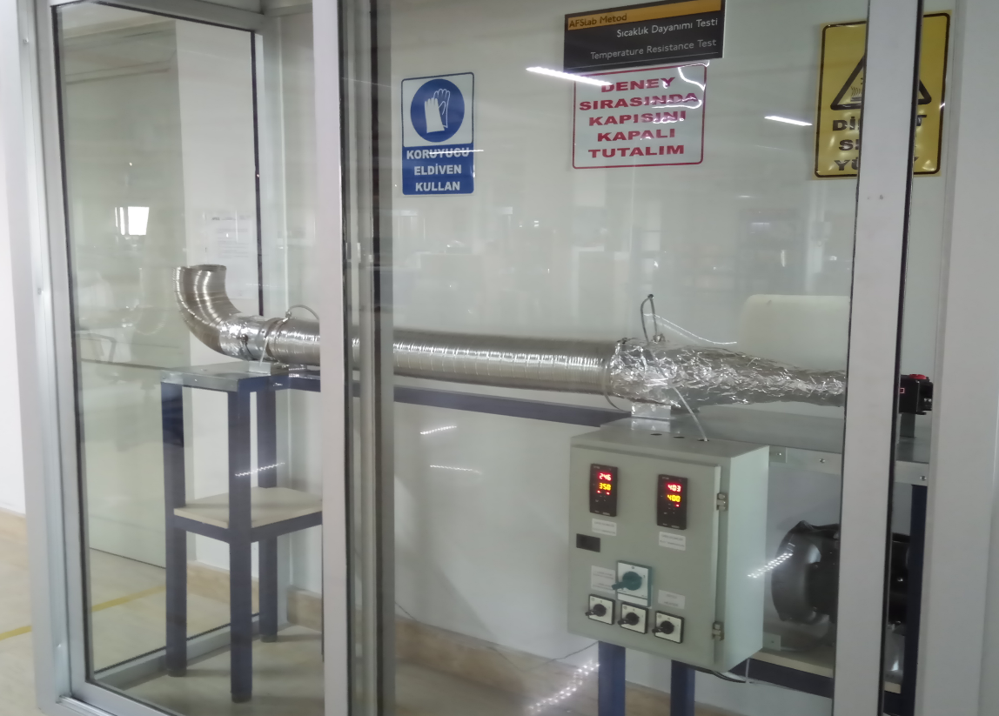 AFSlab Metod
Sıcaklık Dayanımı Testi
Temperature Resistance Test
DENEY
SIRASINDA
KAPISINI
KAPALI
TUTALIM
KORUYUCU
ELDİVEN
KULLAN
246
350
403
400